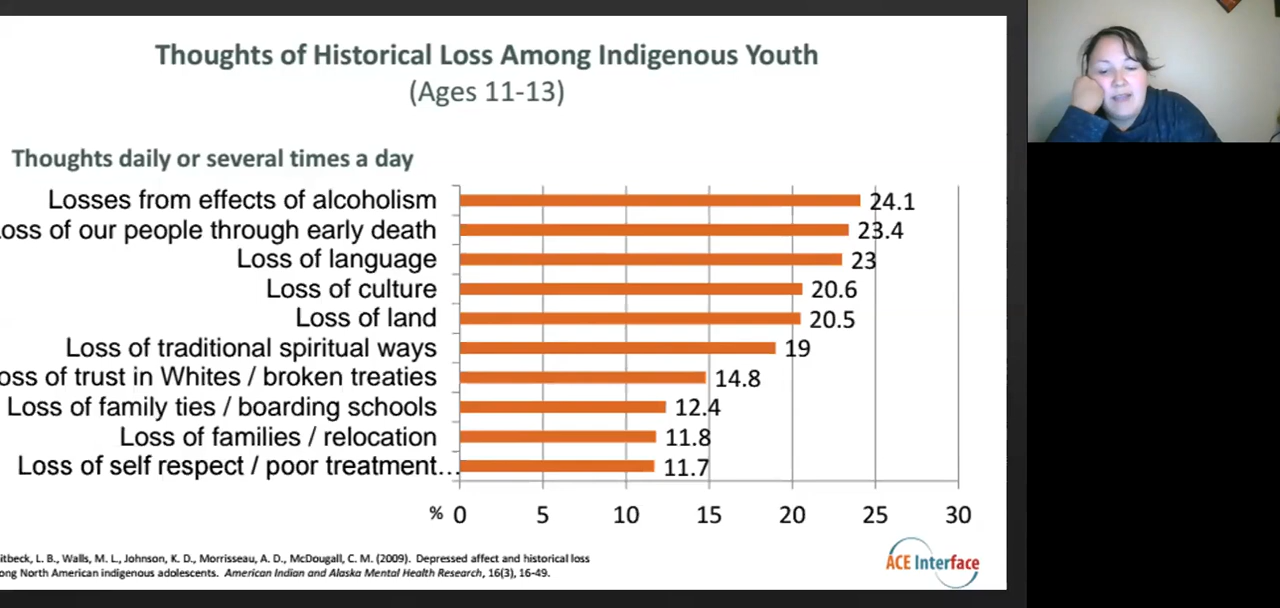 Thoughts of Historical Loss Among Indigenous Youth
(Ages 11-13)
Thoughts daily or several times a day
Losses from effects of alcoholism 24.1
oss of our people through early death 23.4
Loss of language 23
Loss of culture 20.6
Loss of land 20.5
Loss of traditional spiritual ways 19
oss of trust in Whites / broken treaties 14.8
Loss of family ties / boarding schools 12.4
Loss of families / relocation 11.8
Loss of self respect / poor treatment… 11.7
% 0 5 10 15 20 25 30
itbeck, L. B., Walls, M. L., Johnson, K. D., Morrisseau, A. D., McDougall, C. M. (2009). Depressed affect and historical loss
ong North American indigenous adolescents. American Indian and Alaska Mental Health Research, 16(3), 16-49.
ACE Interface